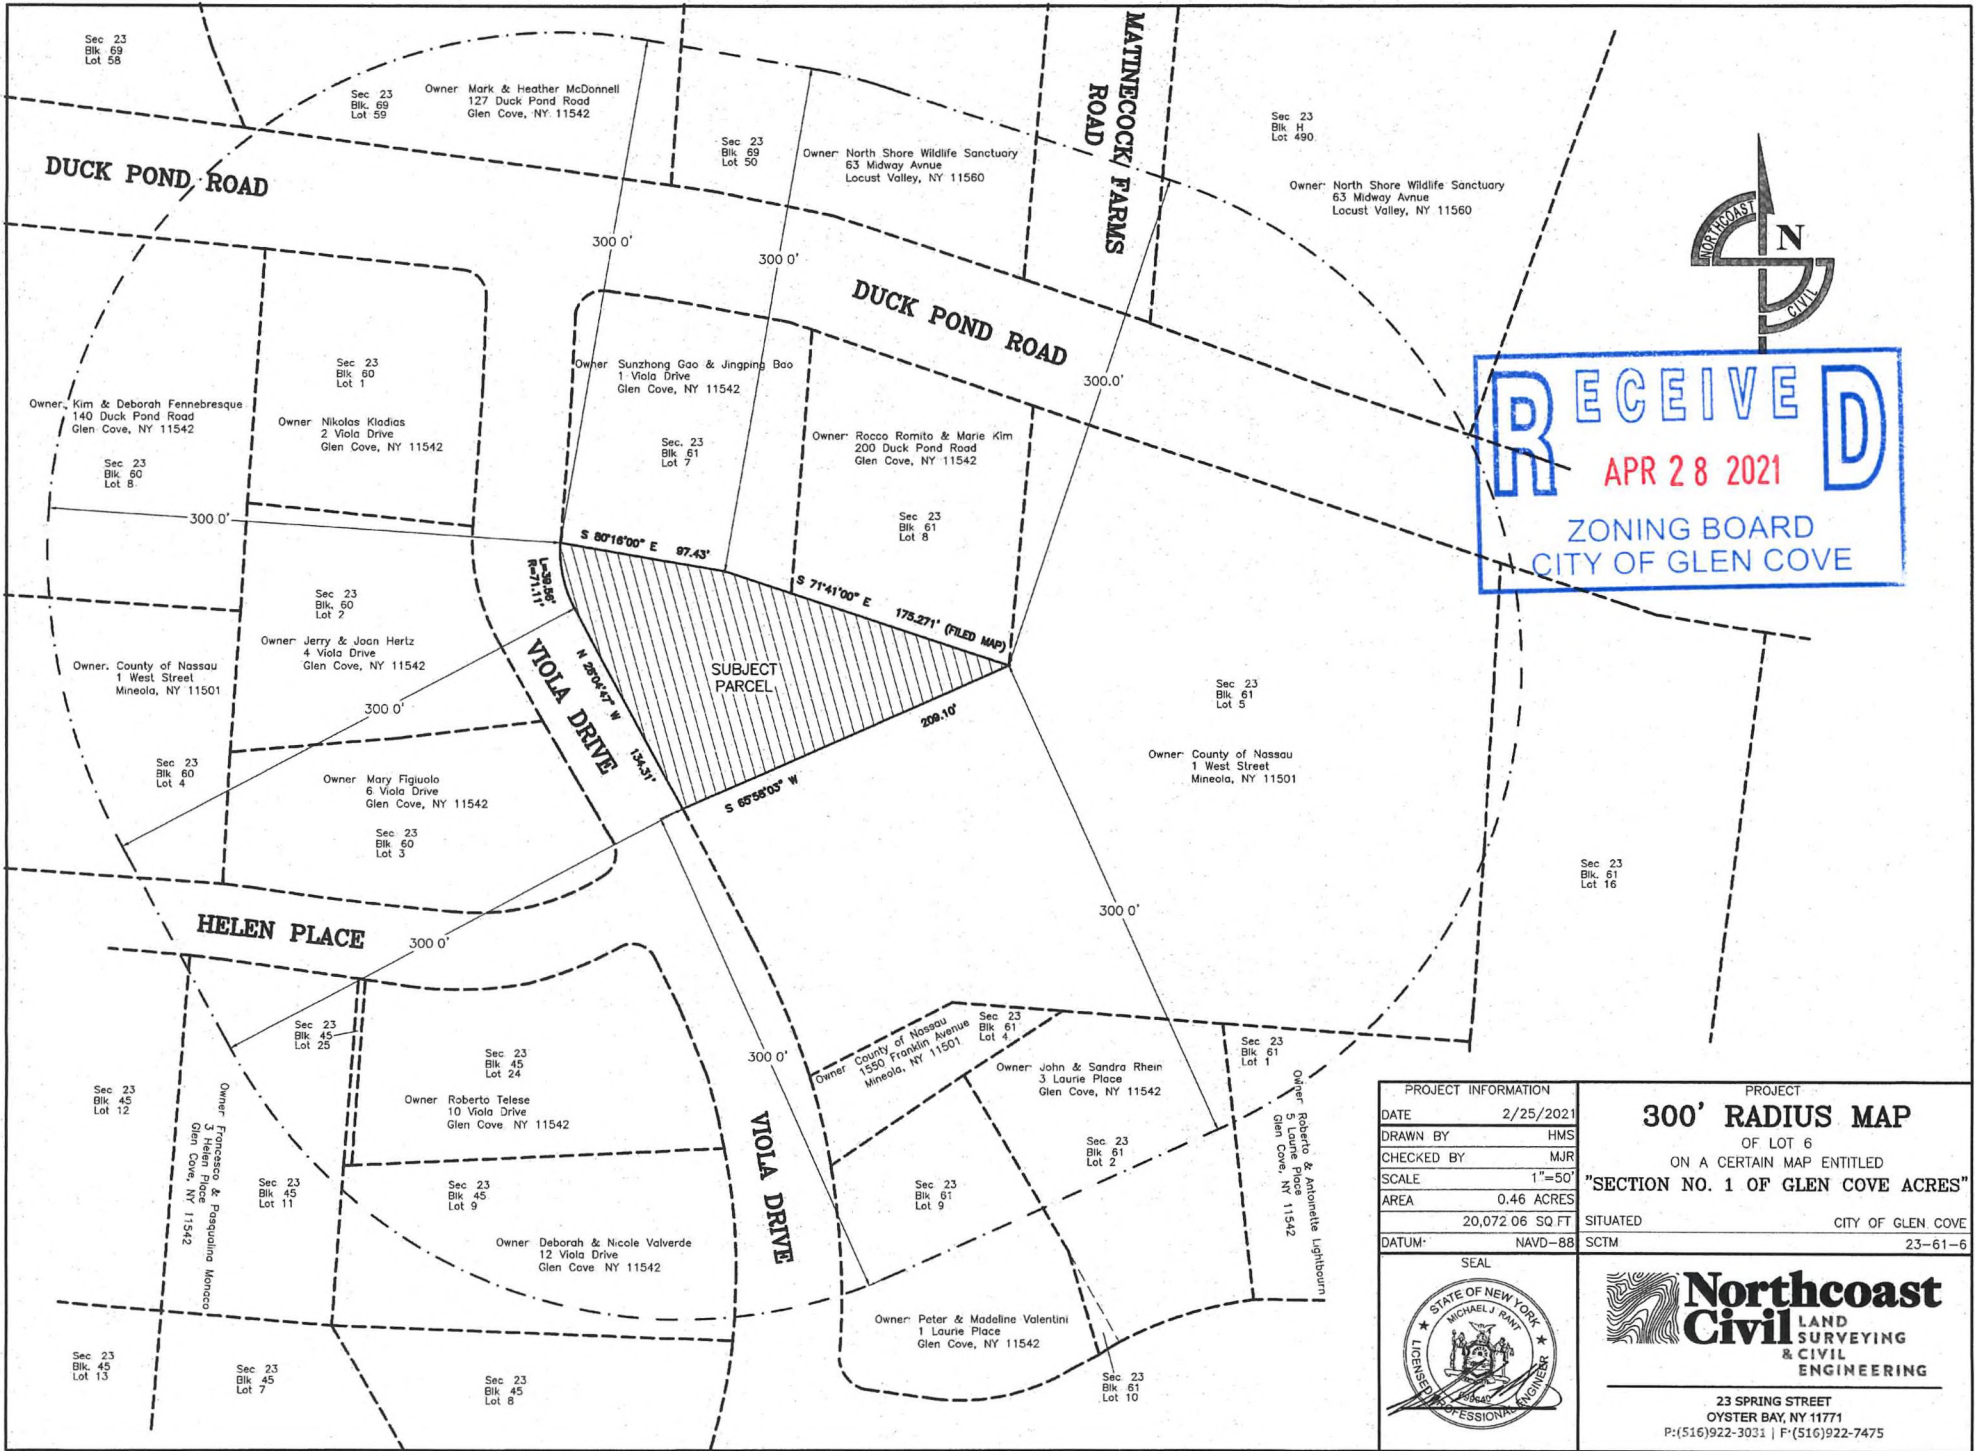 Sec 23
Blk 69
Lot 58
Sec 23
Blk. 69
Lot 59
Owner Mark & Heather McDonnell
127 Duck Pond Road
Glen Cove, NY 11542
Sec 23
Blk 69
Lot 50
Owner: North Shore Wildlife Sanctuary
63 Midway Avnue
Locust Valley, NY 11560
MATINECOCK FARMS
ROAD
Sec 23
Blk H
Lot 490
Owner: North Shore Wildlife Sanctuary
63 Midway Avnue
Locust Valley, NY 11560
NORTHCOAST
N
CIVIL
DUCK POND ROAD
300 0'
300 0'
DUCK POND ROAD
300.0'
RECEIVED
APR 28 2021
ZONING BOARD
CITY OF GLEN COVE
Owner. Kim & Deborah Fennebresque
140 Duck Pond Road
Glen Cove, NY 11542
Sec 23
Blk 60
Lot 8
Sec 23
Blk 60
Lot 1
Owner Nikolas Kladias
2 Viola Drive
Glen Cove, NY 11542
Owner Sunzhong Gao & Jingping Bao
1 Viola Drive
Glen Cove, NY 11542
Sec. 23
Blk 61
Lot 7
Owner Rocco Romito & Marie Kim
200 Duck Pond Road
Glen Cove, NY 11542
Sec 23
Blk 61
Lot 8
300 0'
S 80°16'00" E 97.43'
L=39.56'
R=71.11'
S 71°41'00" E 175.271' (FILED MAP)
N 28°04'47" W 134.31'
SUBJECT
PARCEL
209.10'
S 65°58'03" W
Sec 23
Blk. 60
Lot 2
Owner: Jerry & Joan Hertz
4 Viola Drive
Glen Cove, NY 11542
Owner. County of Nassau
1 West Street
Mineola, NY 11501
300 0'
VIOLA DRIVE
Sec 23
Blk 60
Lot 4
Owner Mary Figiuolo
6 Viola Drive
Glen Cove, NY 11542
Sec 23
Blk 60
Lot 3
Sec 23
Blk 61
Lot 5
Owner: County of Nassau
1 West Street
Mineola, NY 11501
Sec 23
Blk. 61
Lot 16
HELEN PLACE
300 0'
300 0'
300 0'
Sec 23
Blk 45
Lot 25
Sec 23
Blk 45
Lot 12
Owner Francesco & Pasqualina Monaco
3 Helen Place
Glen Cove, NY 11542
Sec 23
Blk 45
Lot 24
Owner Roberto Telese
10 Viola Drive
Glen Cove NY 11542
Sec 23
Blk 45
Lot 11
Sec 23
Blk 45
Lot 9
Owner Deborah & Nicole Valverde
12 Viola Drive
Glen Cove NY 11542
Sec 23
Blk. 45
Lot 13
Sec 23
Blk 45
Lot 7
Sec 23
Blk 45
Lot 8
VIOLA DRIVE
Owner County of Nassau
1550 Franklin Avenue
Mineola, NY 11501
Sec 23
Blk 61
Lot 4
Owner: John & Sandra Rhein
3 Laurie Place
Glen Cove, NY 11542
Sec 23
Blk 61
Lot 1
Owner: Roberto & Antoinette Lightbourn
5 Laurie Place
Glen Cove, NY 11542
Sec 23
Blk 61
Lot 2
Sec 23
Blk 61
Lot 9
Owner: Peter & Madeline Valentini
1 Laurie Place
Glen Cove, NY 11542
Sec 23
Blk 61
Lot 10
PROJECT INFORMATION
DATE 2/25/2021
DRAWN BY HMS
CHECKED BY MJR
SCALE 1"=50'
AREA 0.46 ACRES
20,072 06 SQ.FT
DATUM: NAVD-88
SEAL
STATE OF NEW YORK
MICHAEL J RANT
LICENSED PROFESSIONAL ENGINEER
PROJECT
300' RADIUS MAP
OF LOT 6
ON A CERTAIN MAP ENTITLED
"SECTION NO. 1 OF GLEN COVE ACRES"
SITUATED CITY OF GLEN COVE
SCTM 23-61-6
Northcoast
Civil
LAND
SURVEYING
& CIVIL
ENGINEERING
23 SPRING STREET
OYSTER BAY, NY 11771
P:(516)922-3031 | F:(516)922-7475